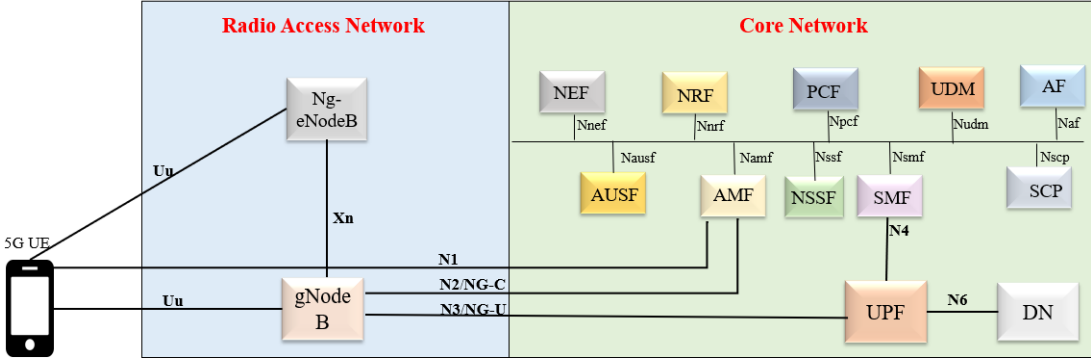 Radio Access Network
Core Network
Ng-
eNodeB
NEF
NRF
PCF
UDM
AF
Nnef
Nnrf
Npcf
Nudm
Naf
Nausf
Namf
Nssf
Nsmf
Nscp
AUSF
AMF
NSSF
SMF
SCP
Uu
Xn
N4
5G UE
N1
gNode
B
Uu
N2/NG-C
N3/NG-U
UPF
N6
DN